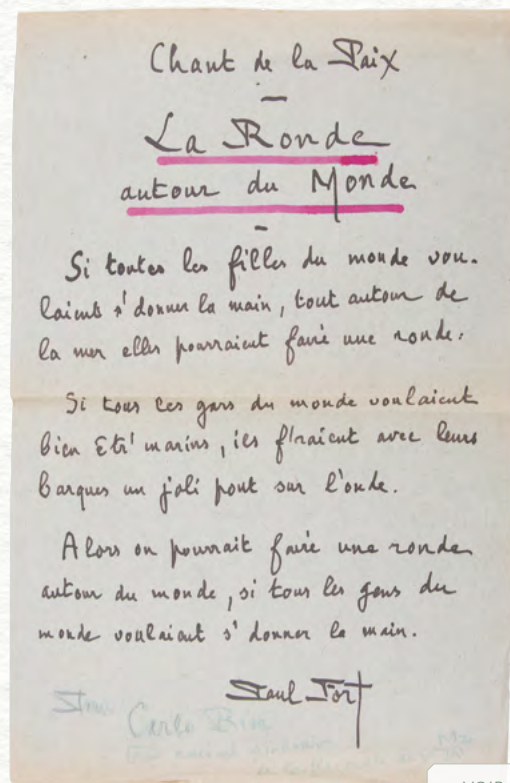 Chant de la Paix
La Ronde
autour du Monde
Si toutes les filles du monde vou-
laient s'donner la main, tout autour de
la mer elles pourraient faire une ronde.
Si tous les gars du monde voulaient
bien êtr' marins, ils f'raient avec leurs
barques un joli pont sur l'onde.
Alors on pourrait faire une ronde
autour du monde, si tous les gens du
monde voulaient s'donner la main.
Paul Fort
Carlo